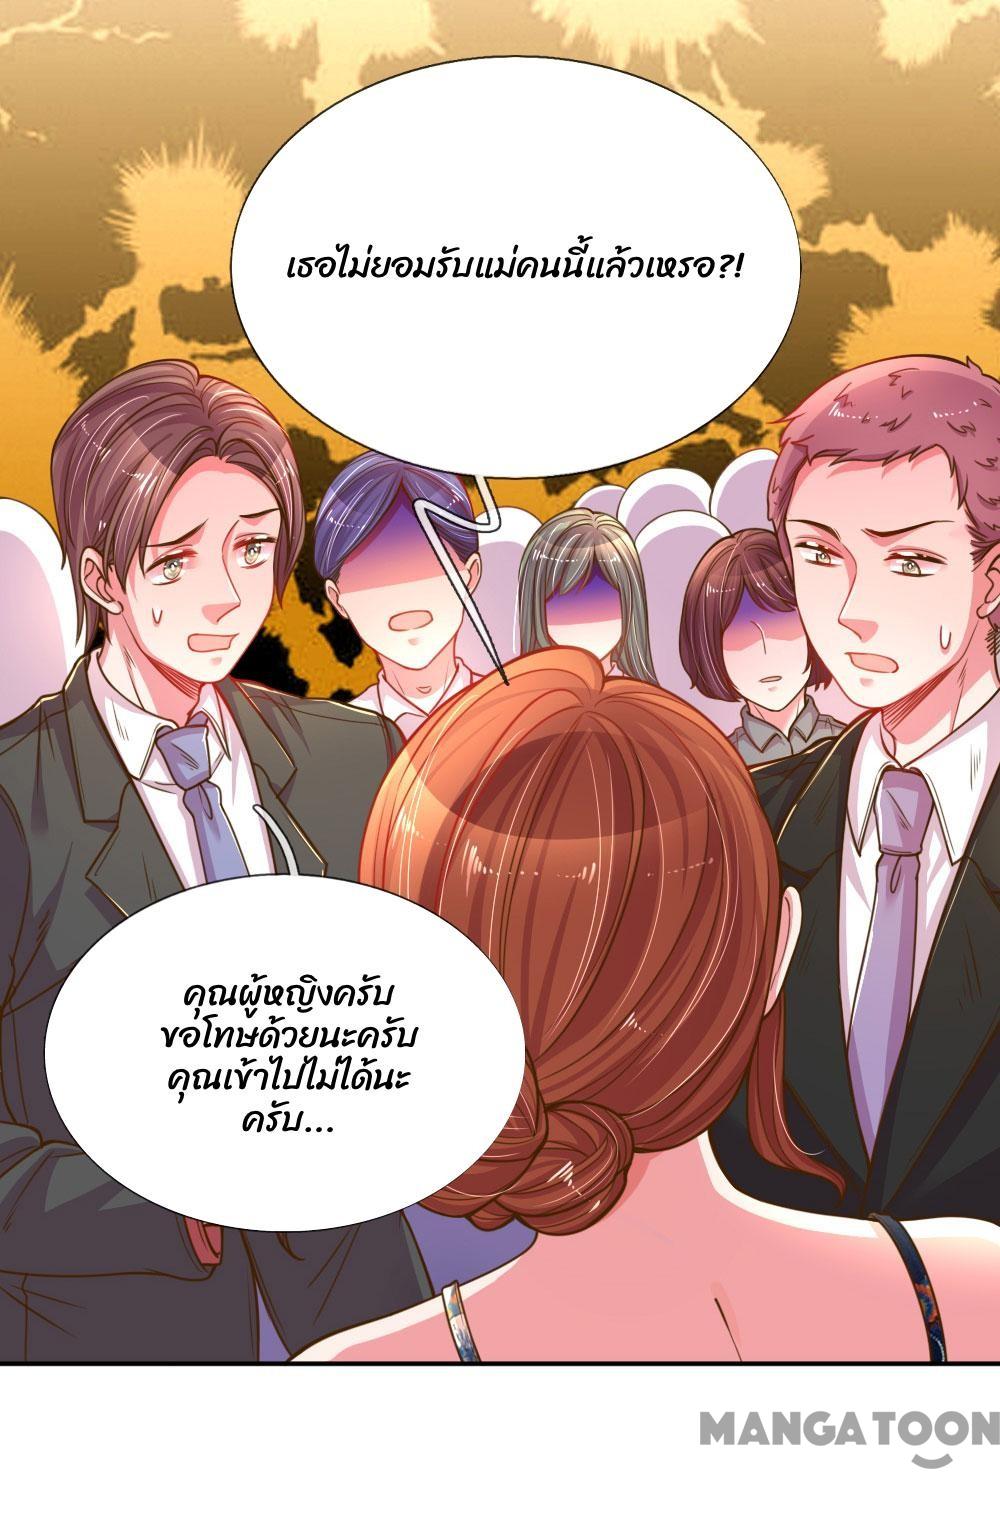 เธอไม่ยอมรับแม่คนนี้แล้วเหรอ?!
คุณผู้หญิงครับ
ขอโทษด้วยนะครับ
คุณเข้าไปไม่ได้นะ
ครับ...
MANGATOON